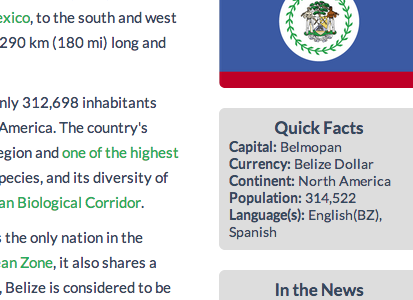 exico, to the south and west
290 km (180 mi) long and
nly 312,698 inhabitants
America. The country's
egion and one of the highest
pecies, and its diversity of
an Biological Corridor.
s the only nation in the
ean Zone, it also shares a
, Belize is considered to be
Quick Facts
Capital: Belmopan
Currency: Belize Dollar
Continent: North America
Population: 314,522
Language(s): English(BZ),
Spanish
In the News